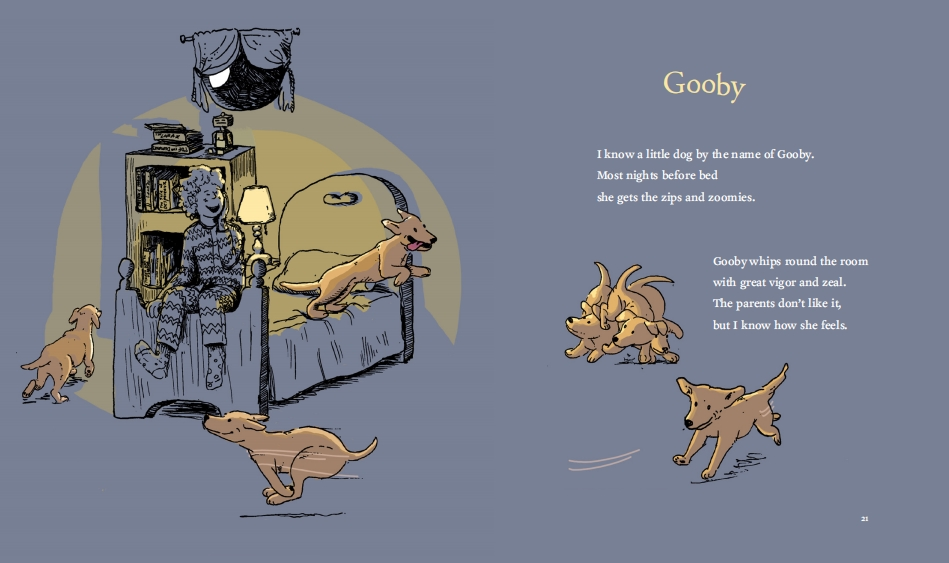 Gooby
I know a little dog by the name of Gooby.
Most nights before bed
she gets the zips and zoomies.
Gooby whips round the room
with great vigor and zeal.
The parents don't like it,
but I know how she feels.
21